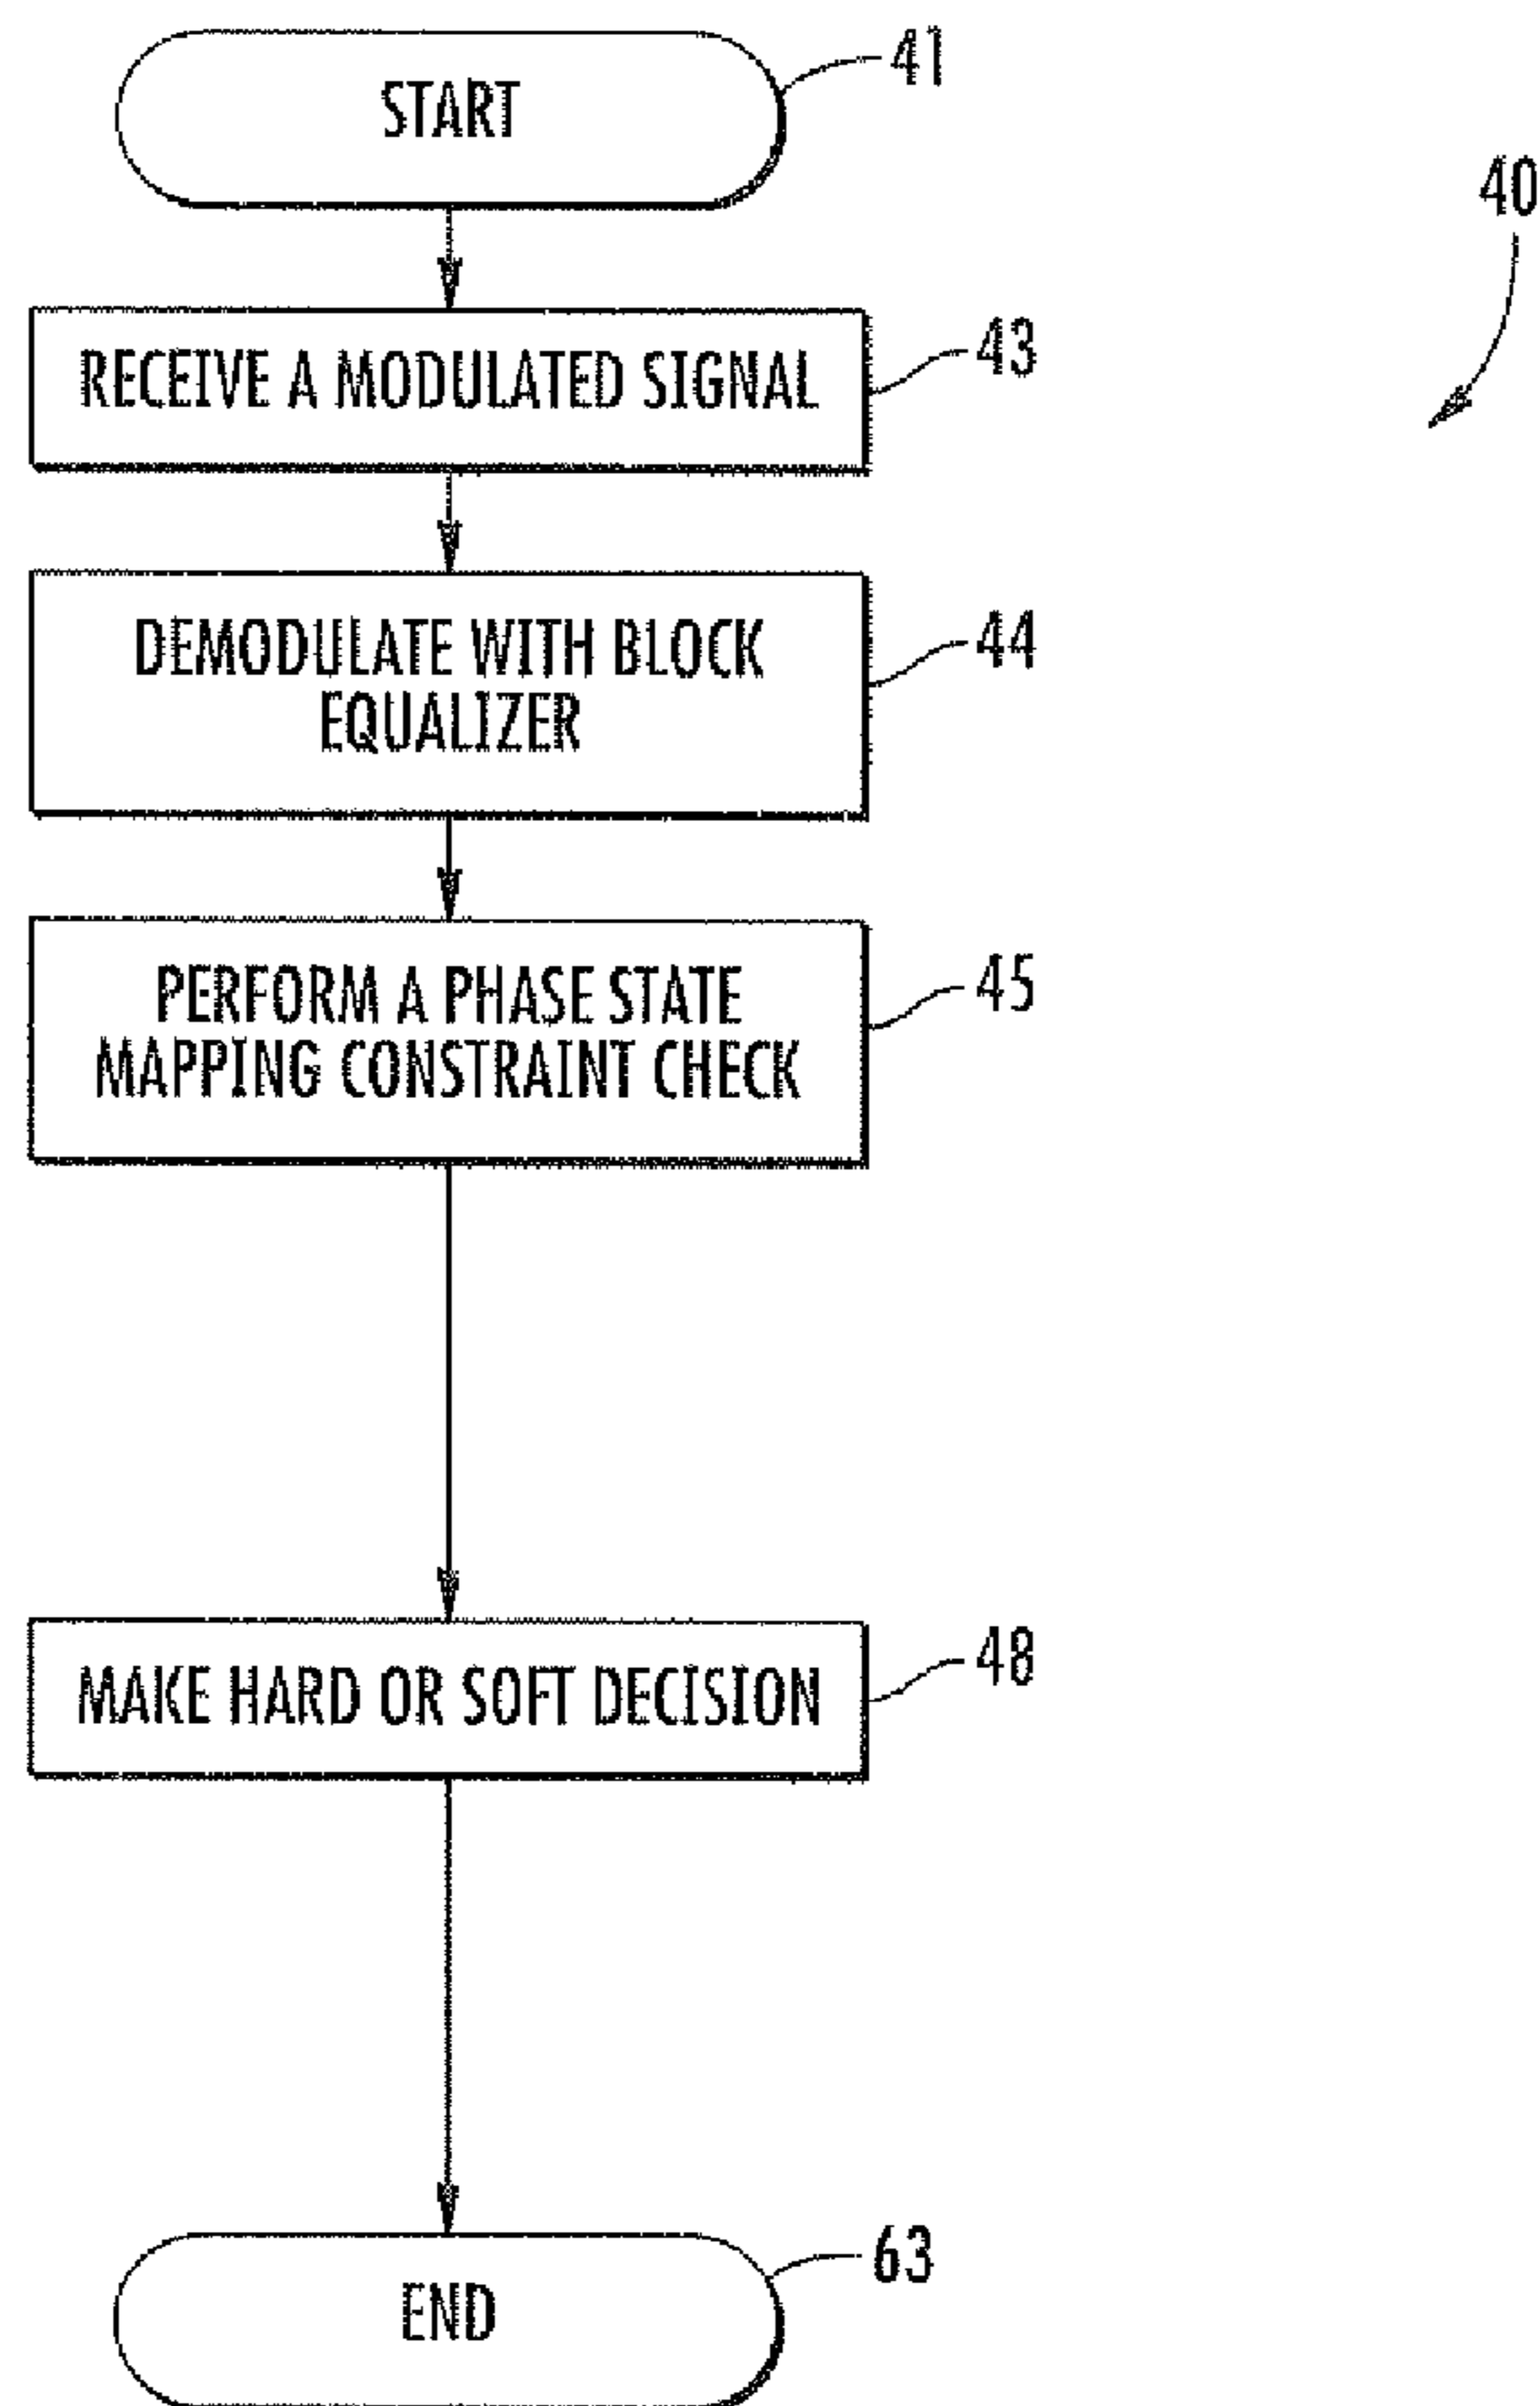 START
41
40
RECEIVE A MODULATED SIGNAL
43
DEMODULATE WITH BLOCK
EQUALIZER
44
PERFORM A PHASE STATE
MAPPING CONSTRAINT CHECK
45
MAKE HARD OR SOFT DECISION
48
END
63